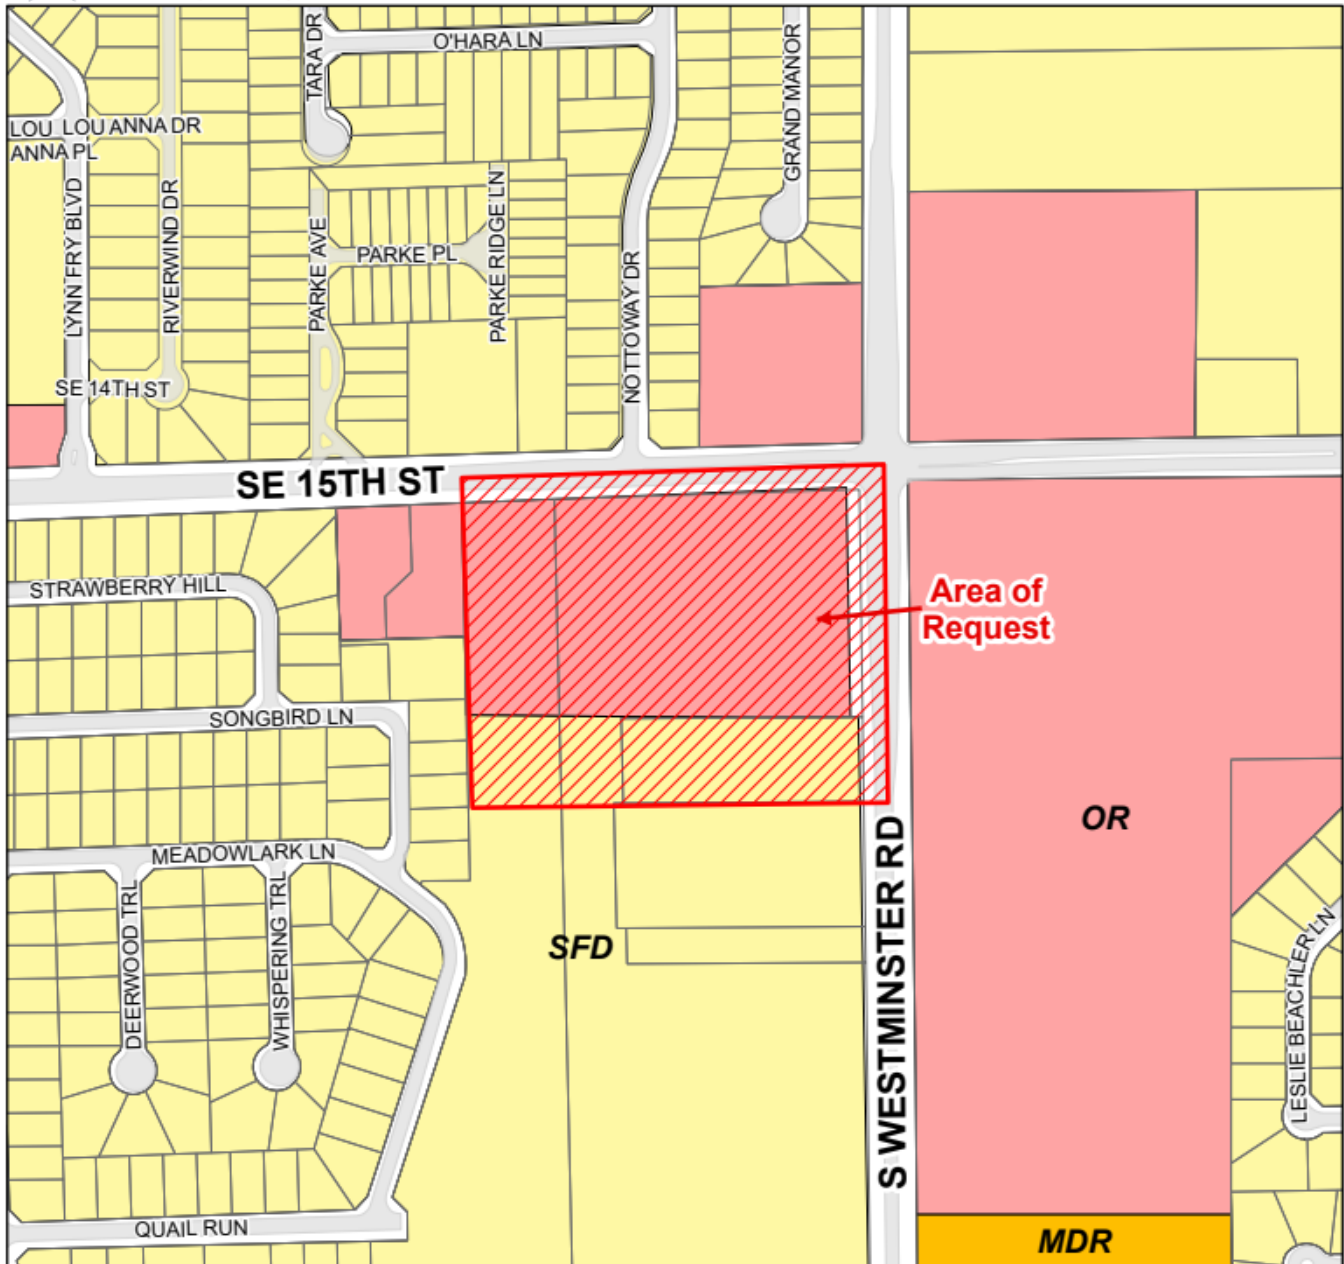 TARA DR
O'HARA LN
GRAND MANOR
LOU LOU ANNA DR
ANNA PL
LYNN FRY BLVD
RIVERWIND DR
PARKE AVE
PARKE PL
PARKE RIDGE LN
NOTTOWAY DR
SE 14TH ST
SE 15TH ST
STRAWBERRY HILL
Area of
Request
SONGBIRD LN
OR
MEADOWLARK LN
DEERWOOD TRL
WHISPERING TRL
SFD
S WESTMINSTER RD
LESLIE BEACHLER LN
QUAIL RUN
MDR